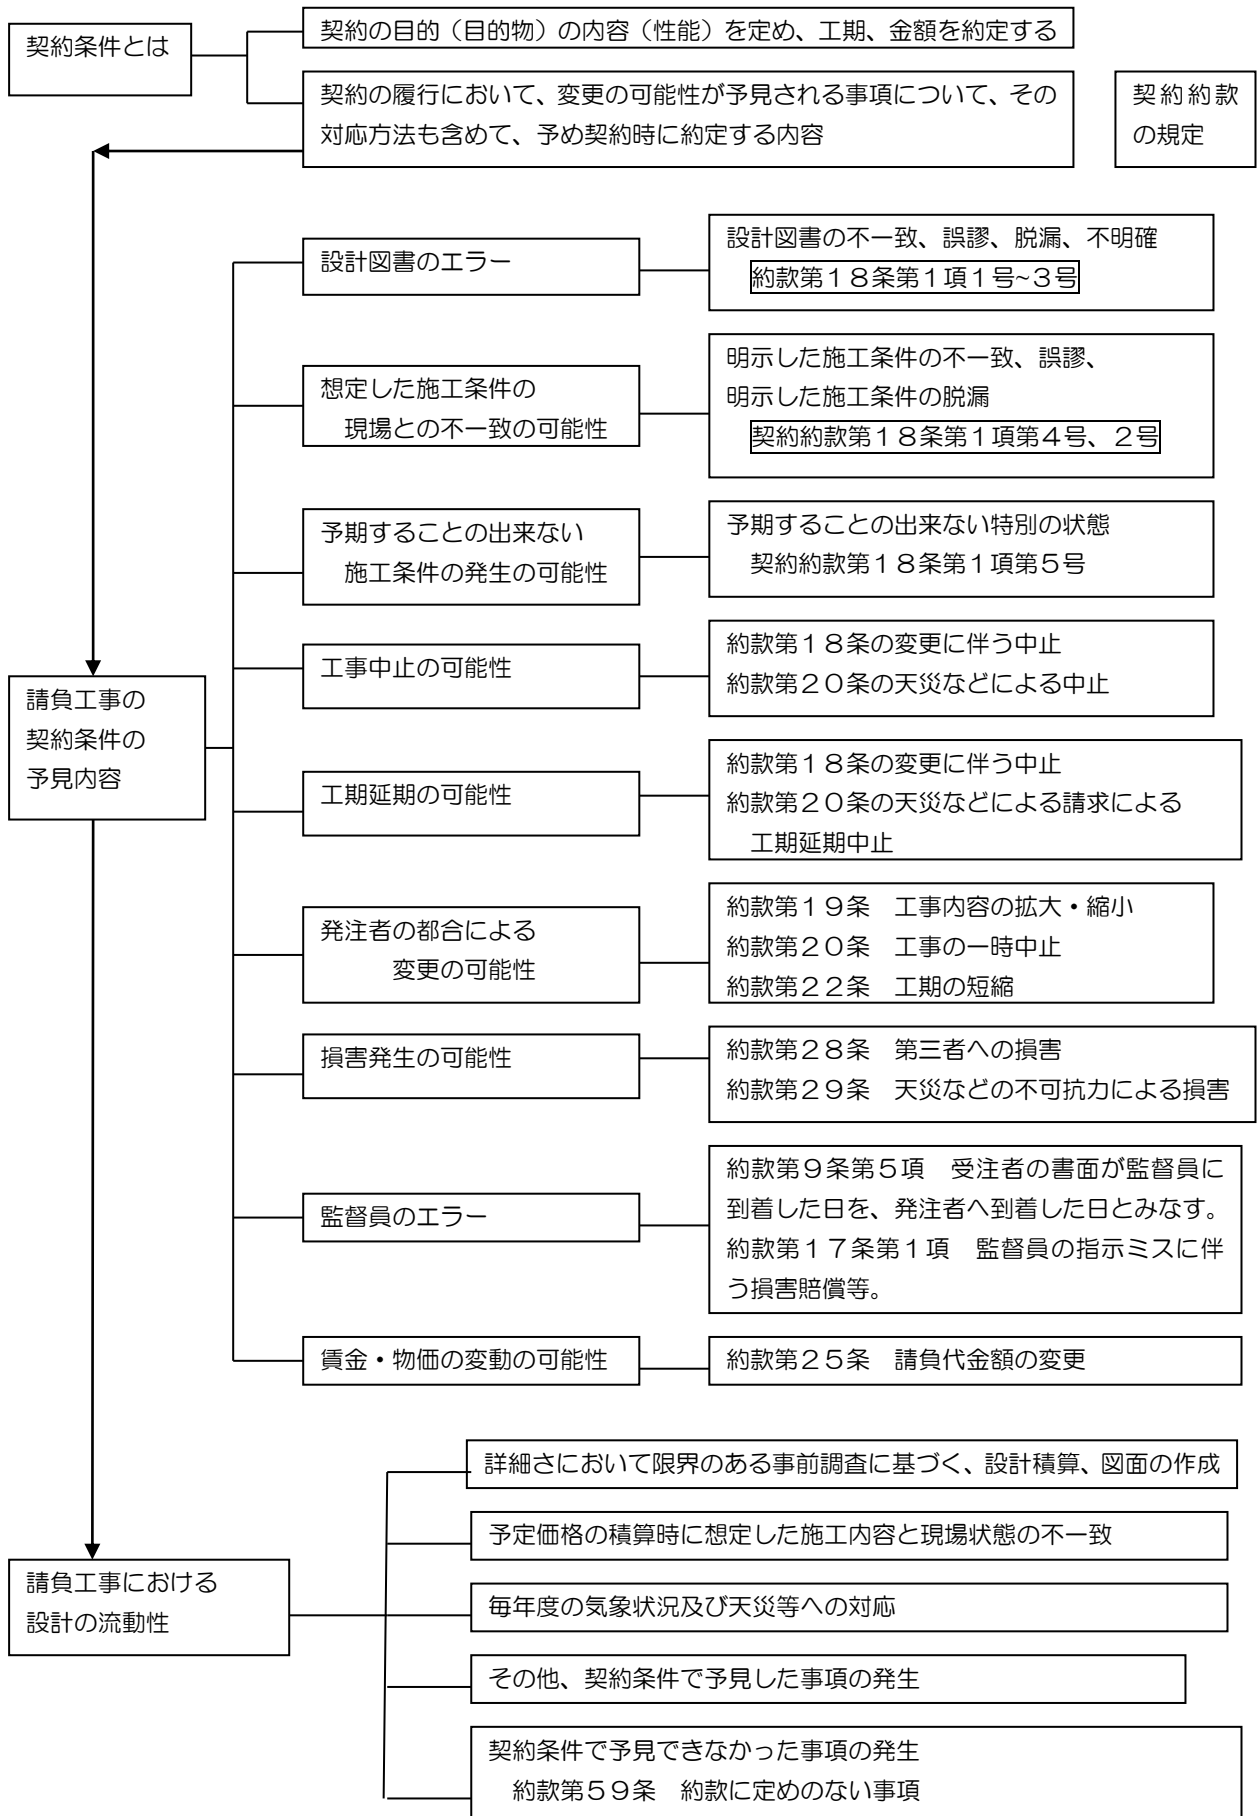 契約条件とは
契約の目的（目的物）の内容（性能）を定め、工期、金額を約定する
契約の履行において、変更の可能性が予見される事項について、その
対応方法も含めて、予め契約時に約定する内容
契約約款
の規定
設計図書のエラー
設計図書の不一致、誤謬、脱漏、不明確
約款第１８条第１項１号~３号
想定した施工条件の
現場との不一致の可能性
明示した施工条件の不一致、誤謬、
明示した施工条件の脱漏
契約約款第１８条第１項第４号、２号
予期することの出来ない
施工条件の発生の可能性
予期することの出来ない特別の状態
契約約款第１８条第１項第５号
工事中止の可能性
約款第１８条の変更に伴う中止
約款第２０条の天災などによる中止
請負工事の
契約条件の
予見内容
工期延期の可能性
約款第１８条の変更に伴う中止
約款第２０条の天災などによる請求による
工期延期中止
発注者の都合による
変更の可能性
約款第１９条　工事内容の拡大・縮小
約款第２０条　工事の一時中止
約款第２２条　工期の短縮
損害発生の可能性
約款第２８条　第三者への損害
約款第２９条　天災などの不可抗力による損害
監督員のエラー
約款第９条第５項　受注者の書面が監督員に
到着した日を、発注者へ到着した日とみなす。
約款第１７条第１項　監督員の指示ミスに伴
う損害賠償等。
賃金・物価の変動の可能性
約款第２５条　請負代金額の変更
請負工事における
設計の流動性
詳細さにおいて限界のある事前調査に基づく、設計積算、図面の作成
予定価格の積算時に想定した施工内容と現場状態の不一致
毎年度の気象状況及び天災等への対応
その他、契約条件で予見した事項の発生
契約条件で予見できなかった事項の発生
約款第５９条　約款に定めのない事項